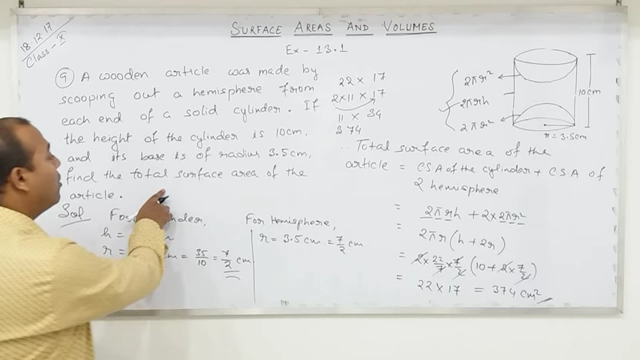 18.12.17
Class-X
SURFACE AREAS AND VOLUMES
Ex-13.1
⑨ A wooden article was made by
scooping out a hemisphere from
each end of a solid cylinder. If
the height of the cylinder is 10cm,
and its base is of radius 3.5cm,
find the total surface area of the
article.
Sol
h =
r = cm = 35/10 = 7/2 cm
For Hemisphere,
r = 3.5 cm = 7/2 cm
22 × 17
2×11 × 17
11 × 34
374
2πr²
2πrh
2πr²
10cm
r = 3.5cm
∴ Total surface area of the
article = CSA of the cylinder + CSA of
2 hemisphere
= 2πrh + 2×2πr²
= 2πr(h+2r)
= 2×22/7×7/2(10+2×7/2)
= 22×17 = 374 cm²